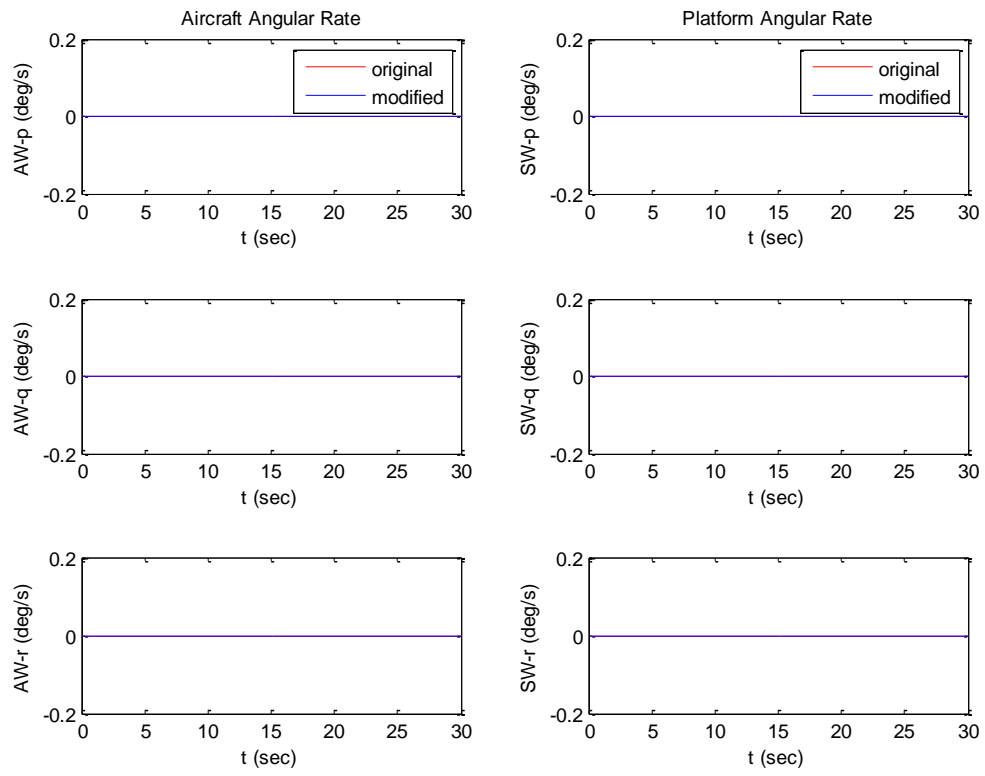 Aircraft Angular Rate
0.2
0
-0.2
AW-p (deg/s)
original
modified
0 5 10 15 20 25 30
t (sec)
Platform Angular Rate
0.2
0
-0.2
SW-p (deg/s)
original
modified
0 5 10 15 20 25 30
t (sec)
0.2
0
-0.2
AW-q (deg/s)
0 5 10 15 20 25 30
t (sec)
0.2
0
-0.2
SW-q (deg/s)
0 5 10 15 20 25 30
t (sec)
0.2
0
-0.2
AW-r (deg/s)
0 5 10 15 20 25 30
t (sec)
0.2
0
-0.2
SW-r (deg/s)
0 5 10 15 20 25 30
t (sec)